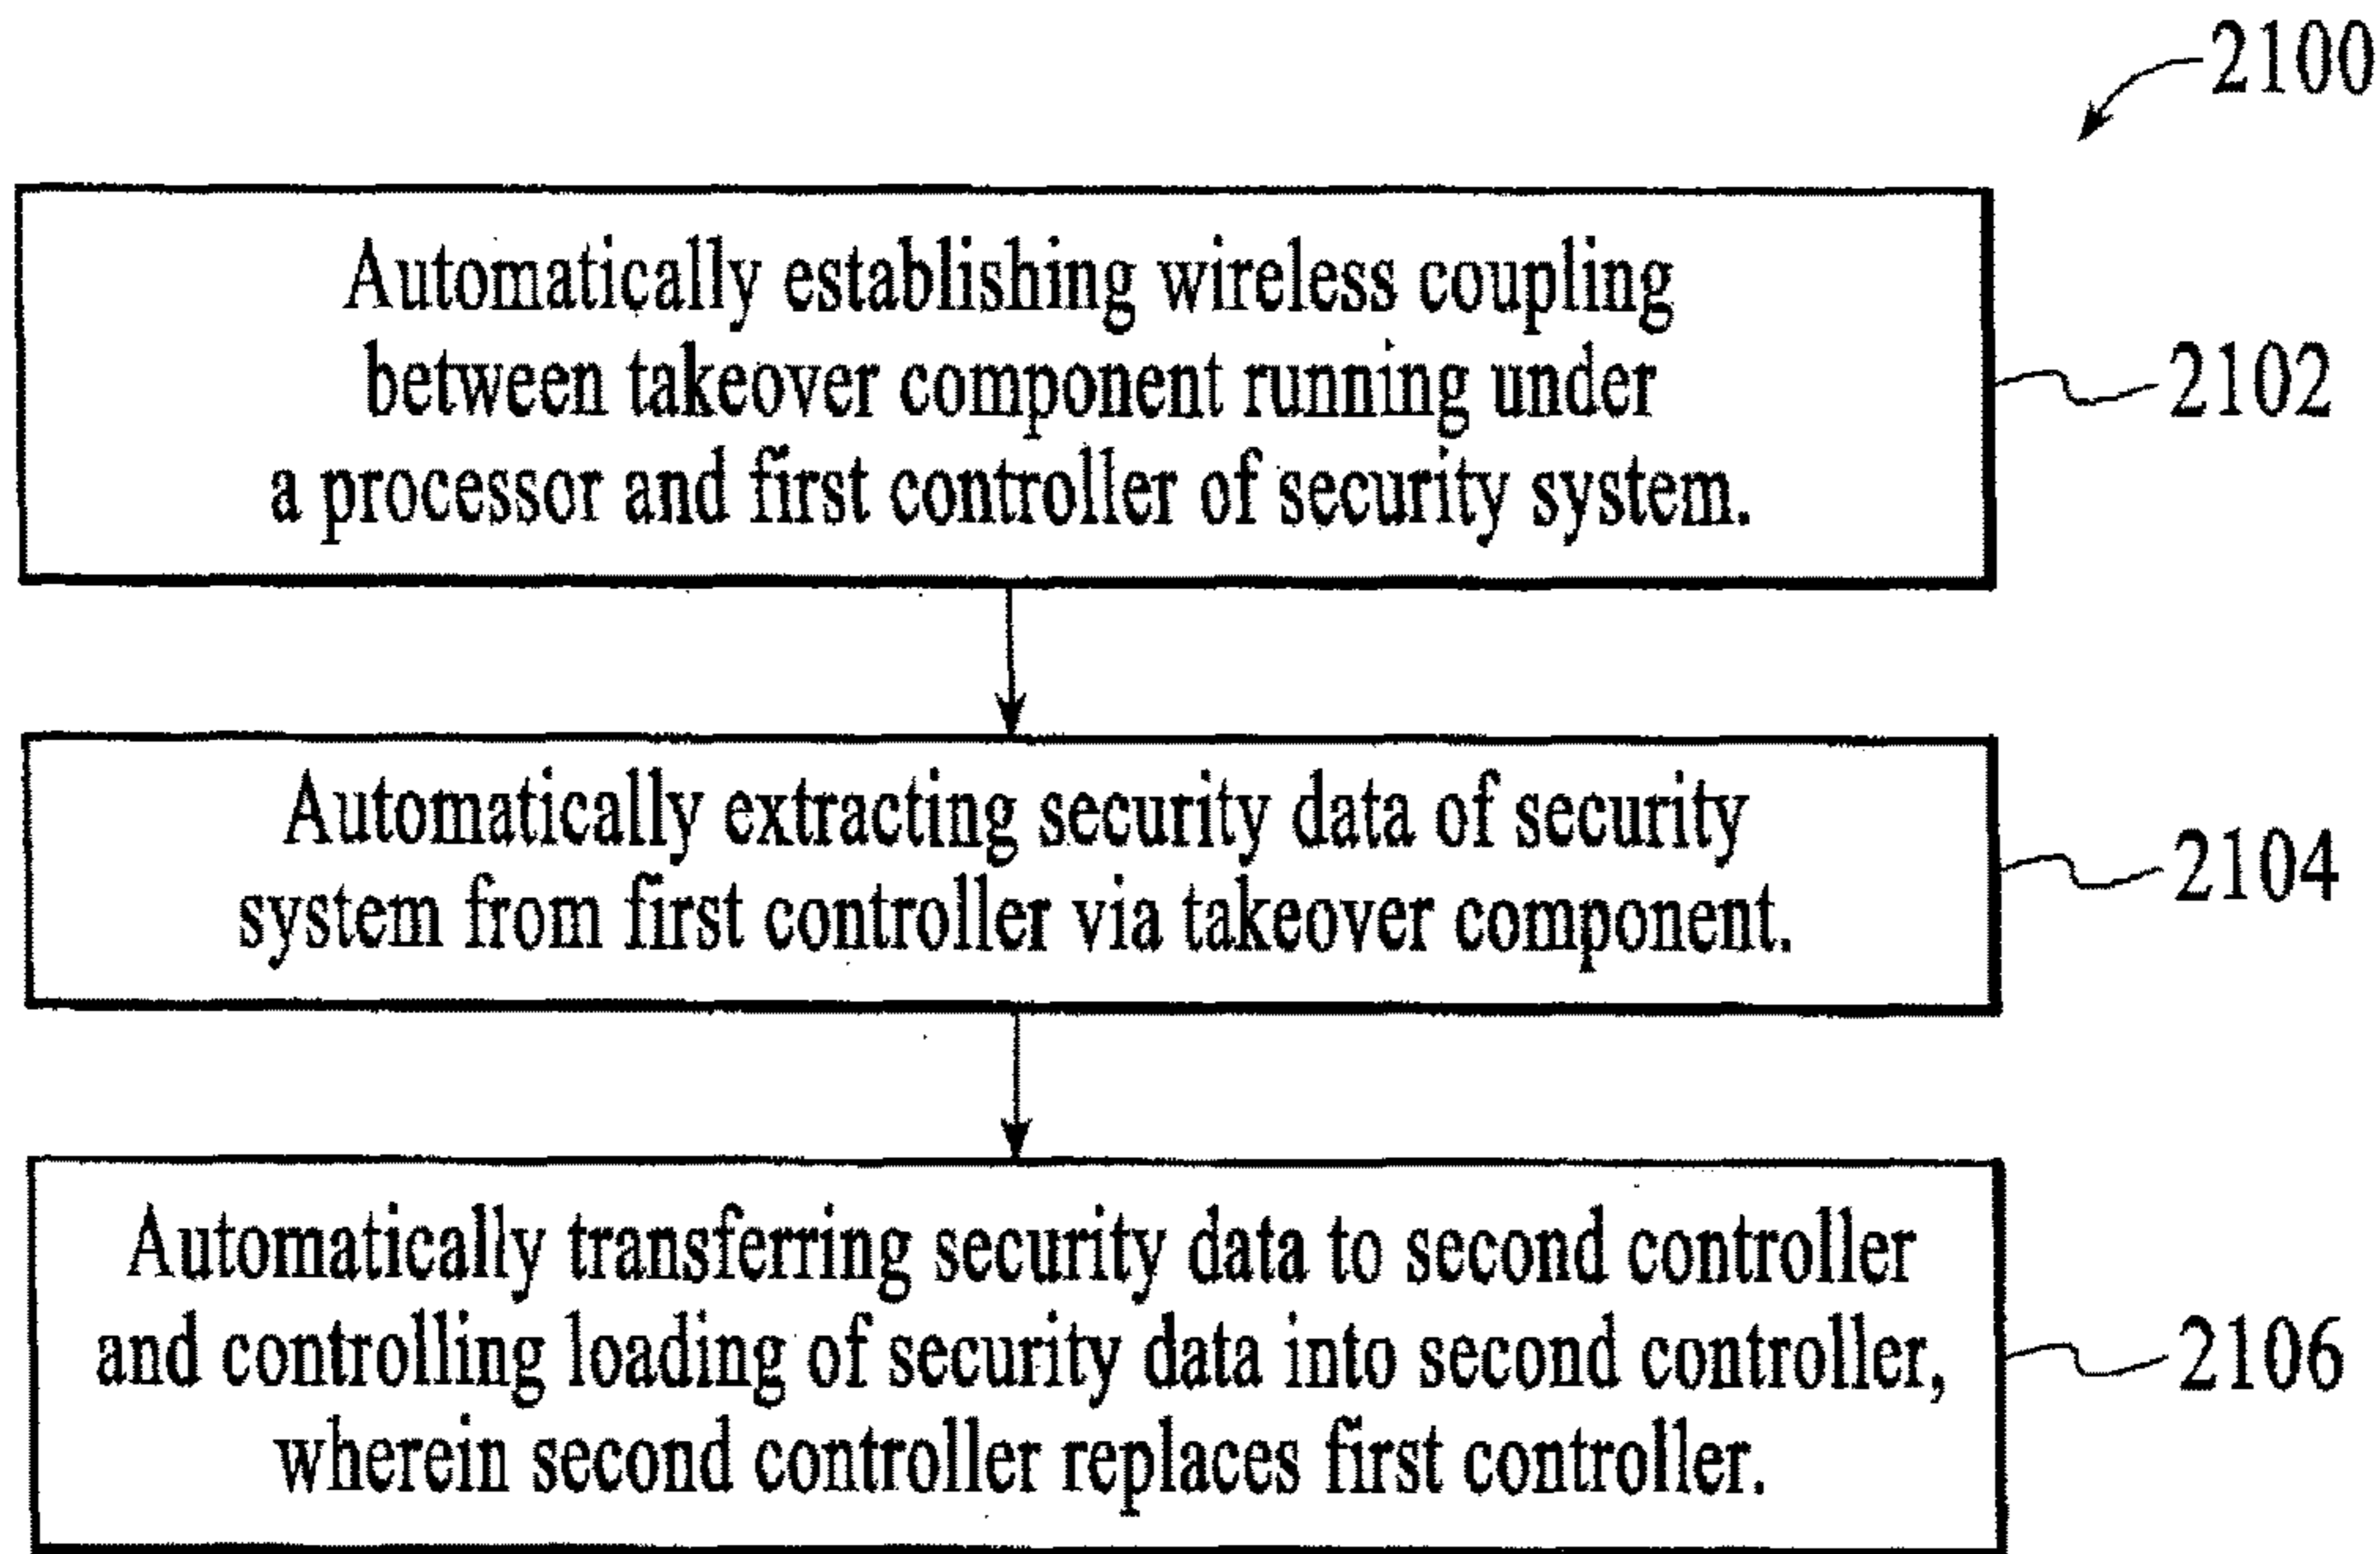 2100
Automatically establishing wireless coupling
between takeover component running under
a processor and first controller of security system.
2102
Automatically extracting security data of security
system from first controller via takeover component.
2104
Automatically transferring security data to second controller
and controlling loading of security data into second controller,
wherein second controller replaces first controller.
2106